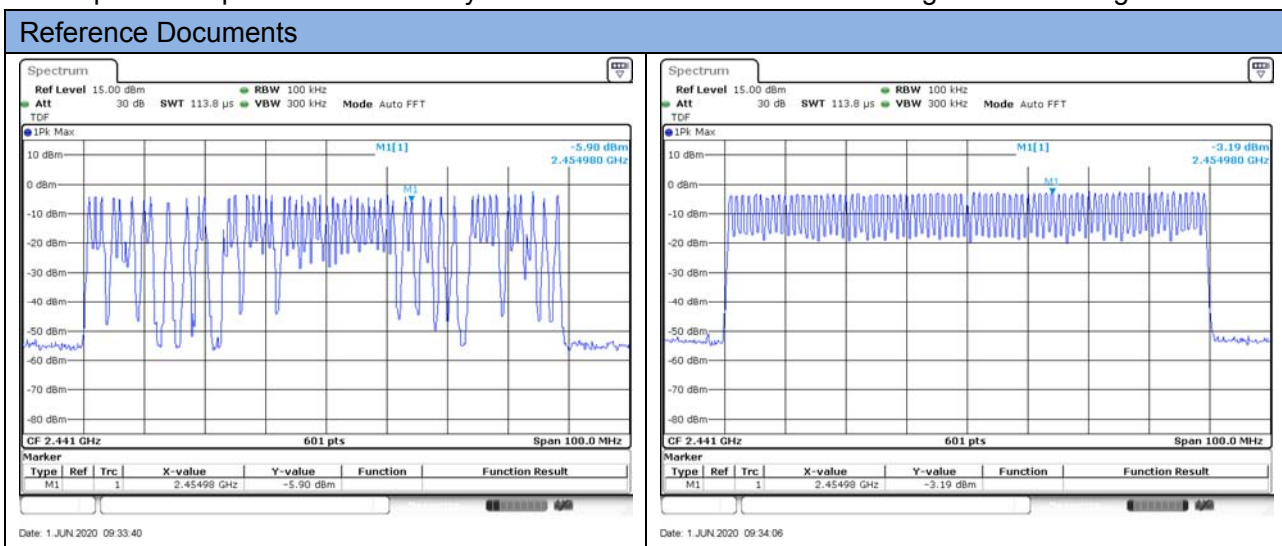 Reference Documents
Spectrum
Ref Level 15.00 dBm RBW 100 kHz
Att 30 dB SWT 113.8 µs VBW 300 kHz Mode Auto FFT
TDF
1Pk Max
M1[1] -5.90 dBm
2.454980 GHz
10 dBm
0 dBm
M1
-10 dBm
-20 dBm
-30 dBm
-40 dBm
-50 dBm
-60 dBm
-70 dBm
-80 dBm
CF 2.441 GHz 601 pts Span 100.0 MHz
Marker
Type Ref Trc X-value Y-value Function Function Result
M1 1 2.45498 GHz -5.90 dBm
Date: 1.JUN.2020 09:33:40
Spectrum
Ref Level 15.00 dBm RBW 100 kHz
Att 30 dB SWT 113.8 µs VBW 300 kHz Mode Auto FFT
TDF
1Pk Max
M1[1] -3.19 dBm
2.454980 GHz
10 dBm
0 dBm
M1
-10 dBm
-20 dBm
-30 dBm
-40 dBm
-50 dBm
-60 dBm
-70 dBm
-80 dBm
CF 2.441 GHz 601 pts Span 100.0 MHz
Marker
Type Ref Trc X-value Y-value Function Function Result
M1 1 2.45498 GHz -3.19 dBm
Date: 1.JUN.2020 09:34:06